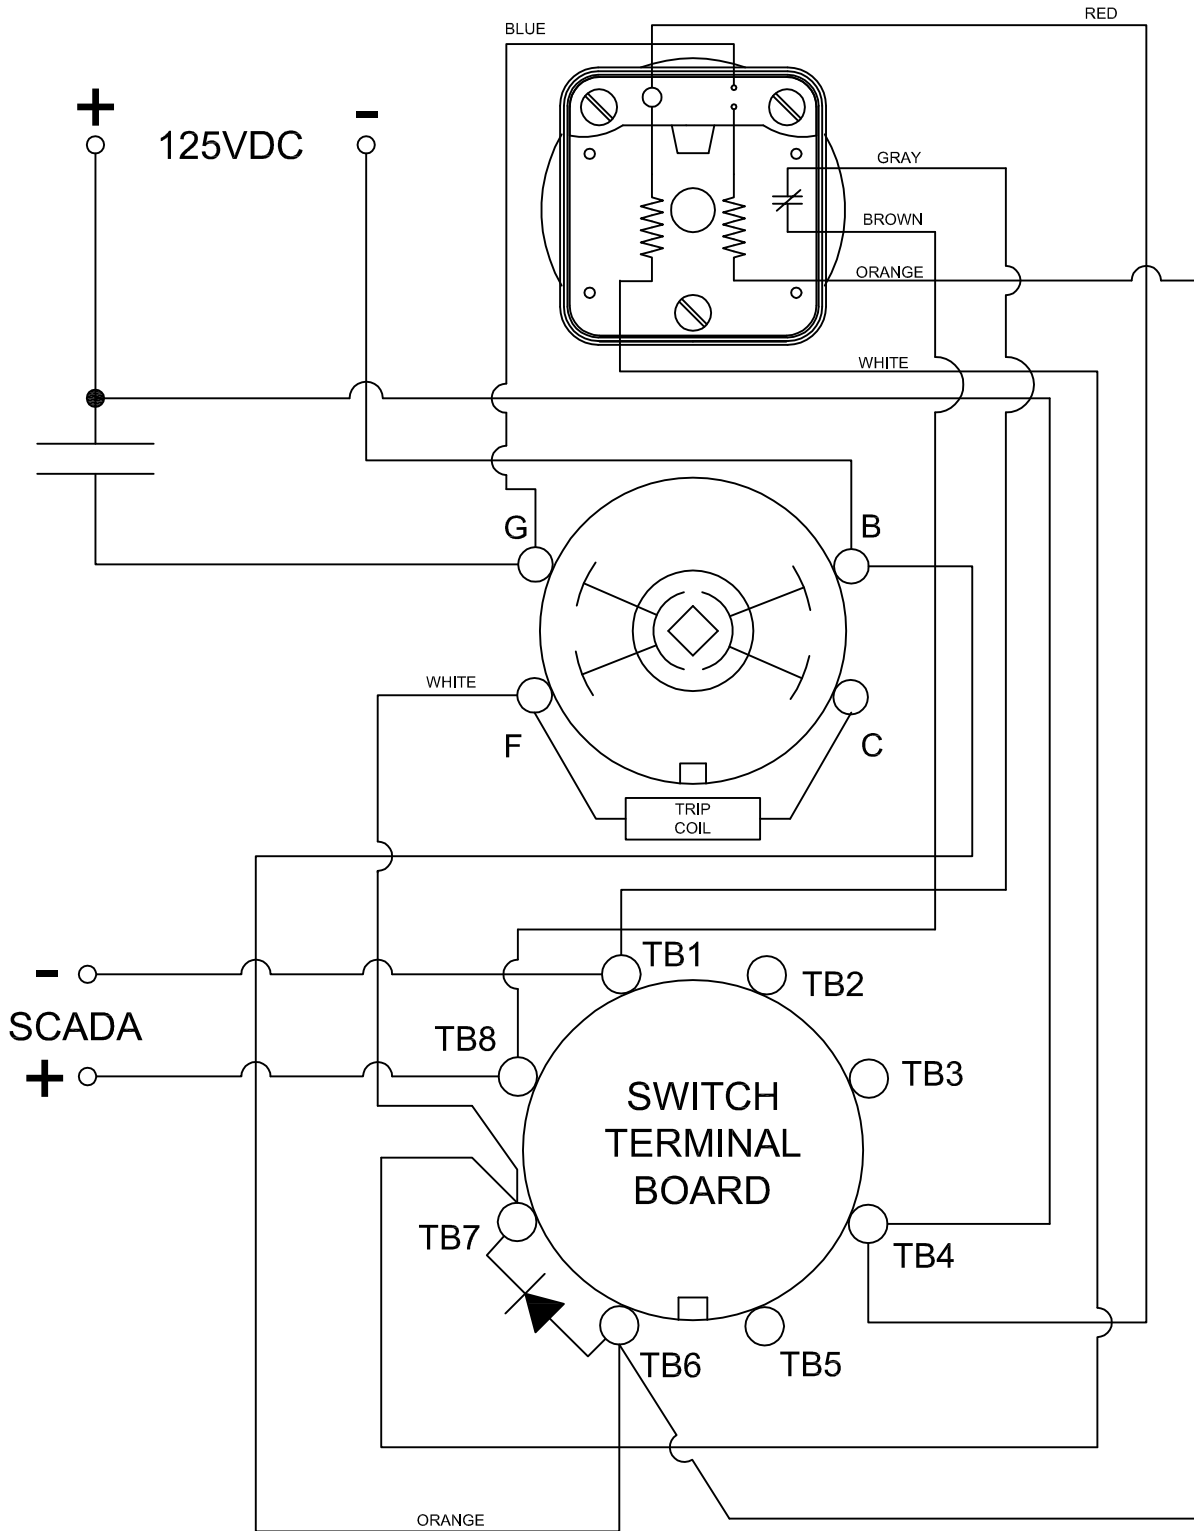 RED
BLUE
+
-
125VDC
GRAY
BROWN
ORANGE
WHITE
G
B
WHITE
F
C
TRIP
COIL
TB1
TB2
-
SCADA
+
TB8
TB3
SWITCH
TERMINAL
BOARD
TB7
TB4
TB6
TB5
ORANGE